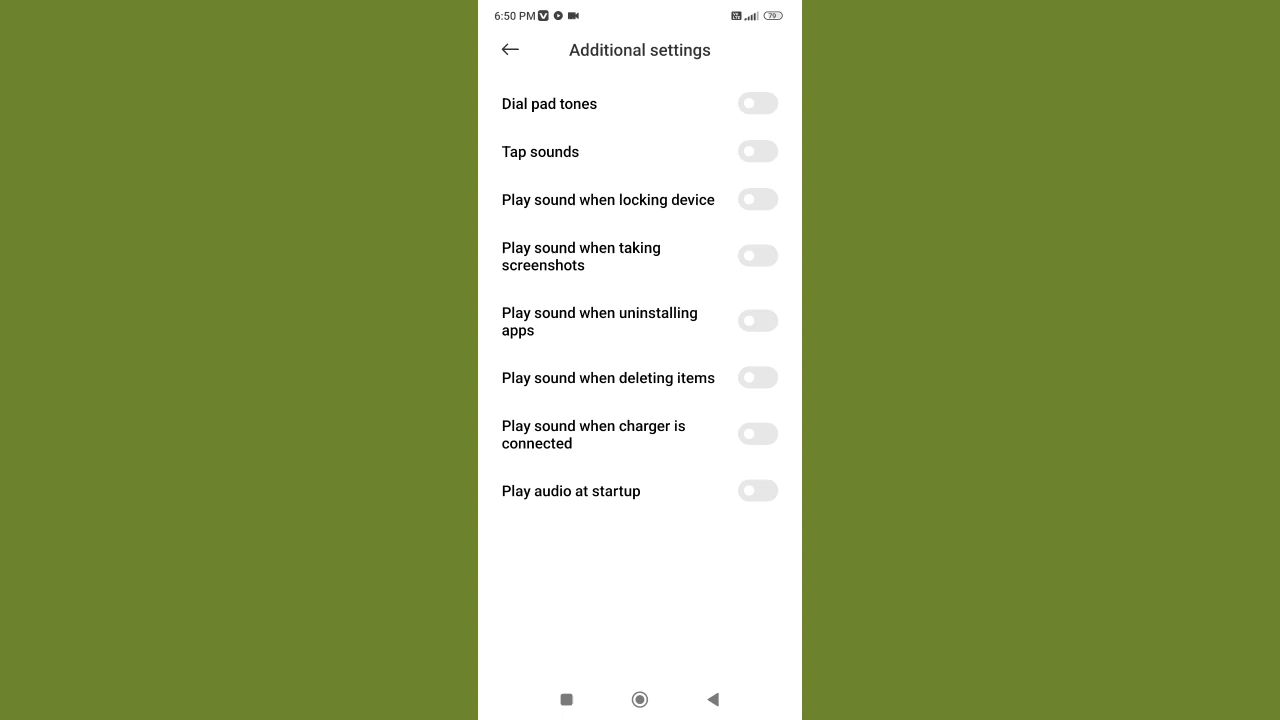 6:50 PM
79
Additional settings
Dial pad tones
Tap sounds
Play sound when locking device
Play sound when taking
screenshots
Play sound when uninstalling
apps
Play sound when deleting items
Play sound when charger is
connected
Play audio at startup